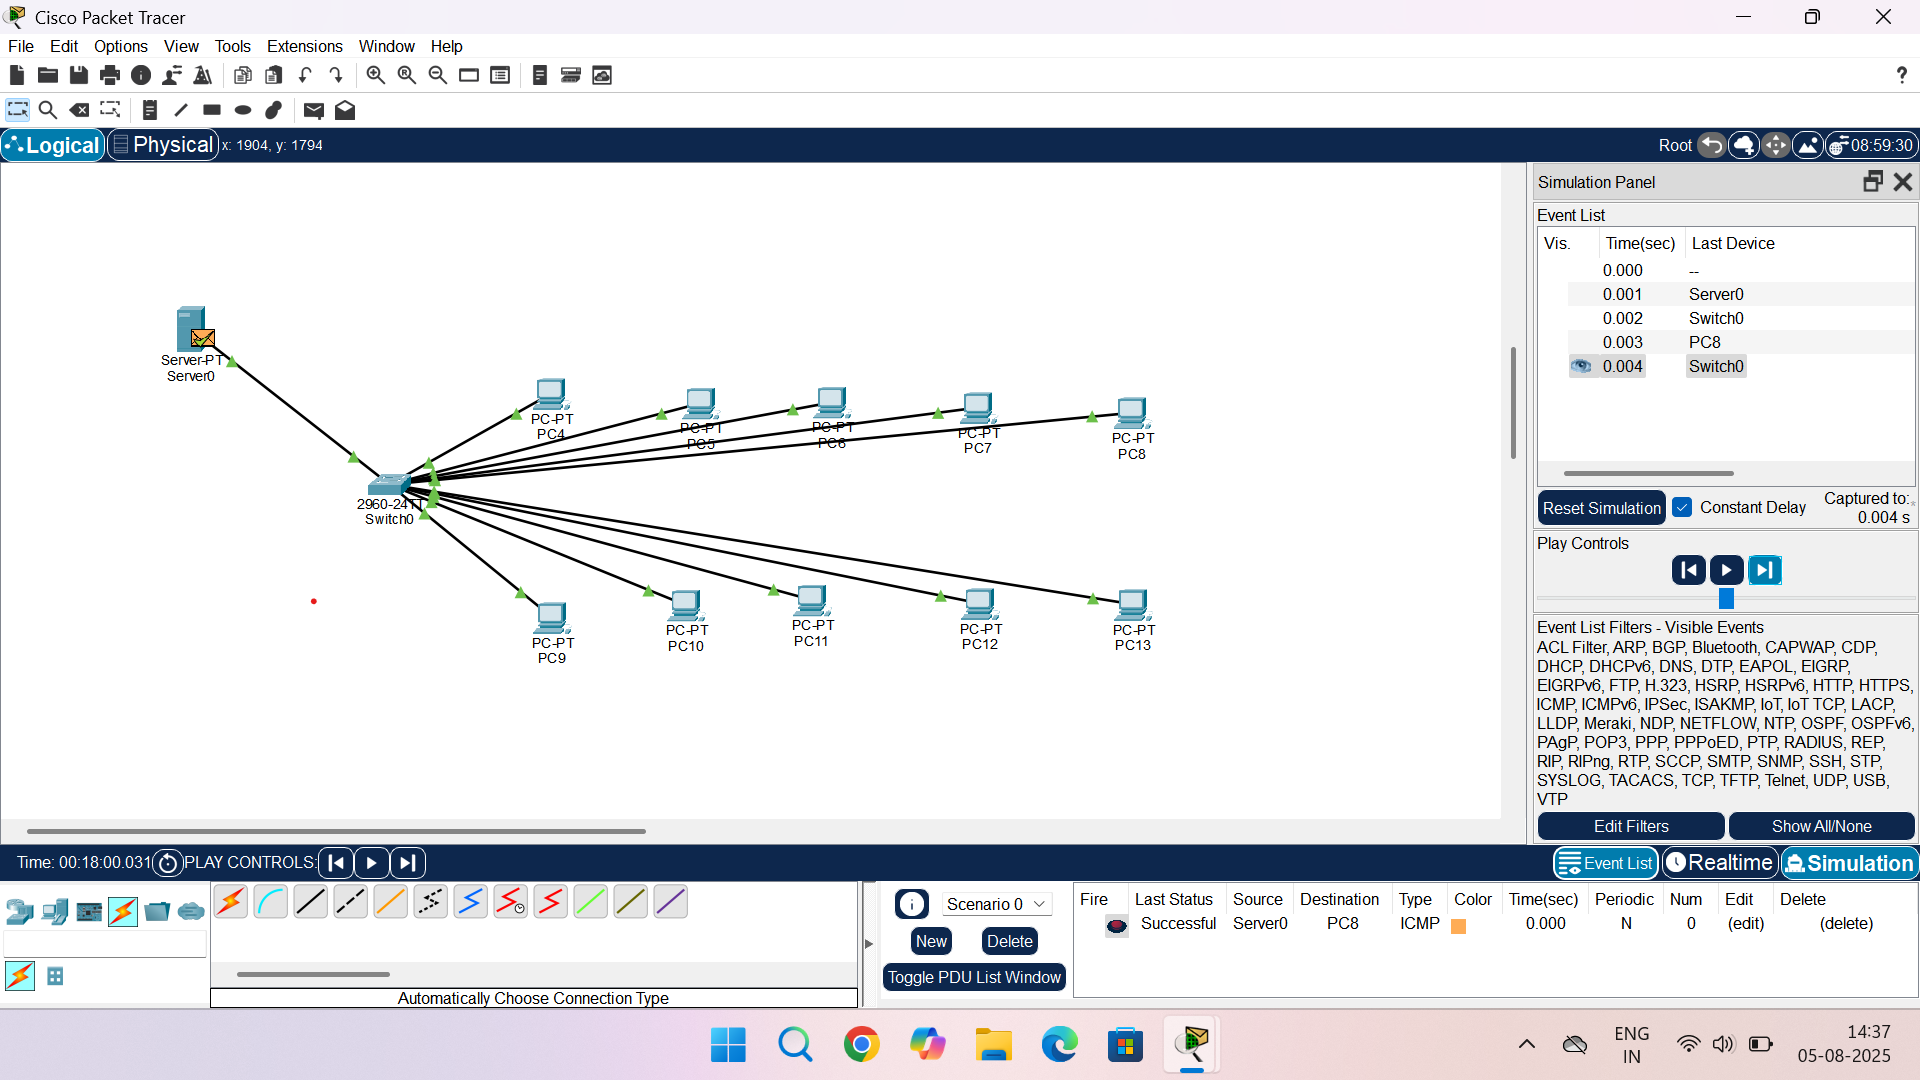 Cisco Packet Tracer
File Edit Options View Tools Extensions Window Help
?
Logical Physical x: 1904, y: 1794 Root 08:59:30
Simulation Panel
Event List
Vis. Time(sec) Last Device
0.000 --
0.001 Server0
0.002 Switch0
0.003 PC8
0.004 Switch0
Server-PT
Server0
PC-PT
PC4
PC-PT
PC5
PC-PT
PC6
PC-PT
PC7
PC-PT
PC8
2960-24TT
Switch0
PC-PT
PC9
PC-PT
PC10
PC-PT
PC11
PC-PT
PC12
PC-PT
PC13
Reset Simulation Constant Delay Captured to:
0.004 s
Play Controls
Event List Filters - Visible Events
ACL Filter, ARP, BGP, Bluetooth, CAPWAP, CDP,
DHCP, DHCPv6, DNS, DTP, EAPOL, EIGRP,
EIGRPv6, FTP, H.323, HSRP, HSRPv6, HTTP, HTTPS,
ICMP, ICMPv6, IPSec, ISAKMP, IoT, IoT TCP, LACP,
LLDP, Meraki, NDP, NETFLOW, NTP, OSPF, OSPFv6,
PAgP, POP3, PPP, PPPoED, PTP, RADIUS, REP,
RIP, RIPng, RTP, SCCP, SMTP, SNMP, SSH, STP,
SYSLOG, TACACS, TCP, TFTP, Telnet, UDP, USB,
VTP
Edit Filters Show All/None
Time: 00:18:00.031 PLAY CONTROLS: Event List Realtime Simulation
Scenario 0
New Delete
Toggle PDU List Window
Fire Last Status Source Destination Type Color Time(sec) Periodic Num Edit Delete
Successful Server0 PC8 ICMP 0.000 N 0 (edit) (delete)
Automatically Choose Connection Type
ENG
IN
14:37
05-08-2025